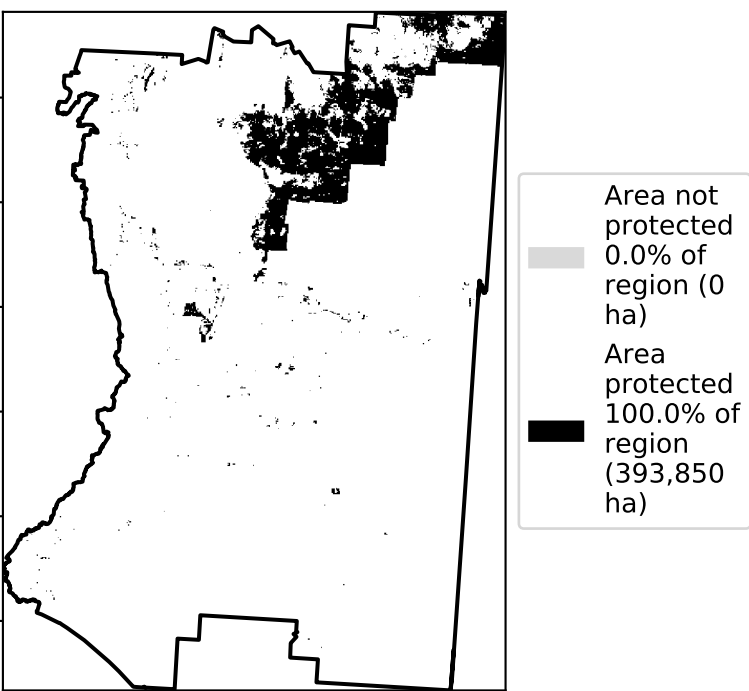 Area not
protected
0.0% of
region (0
ha)
Area
protected
100.0% of
region
(393,850
ha)